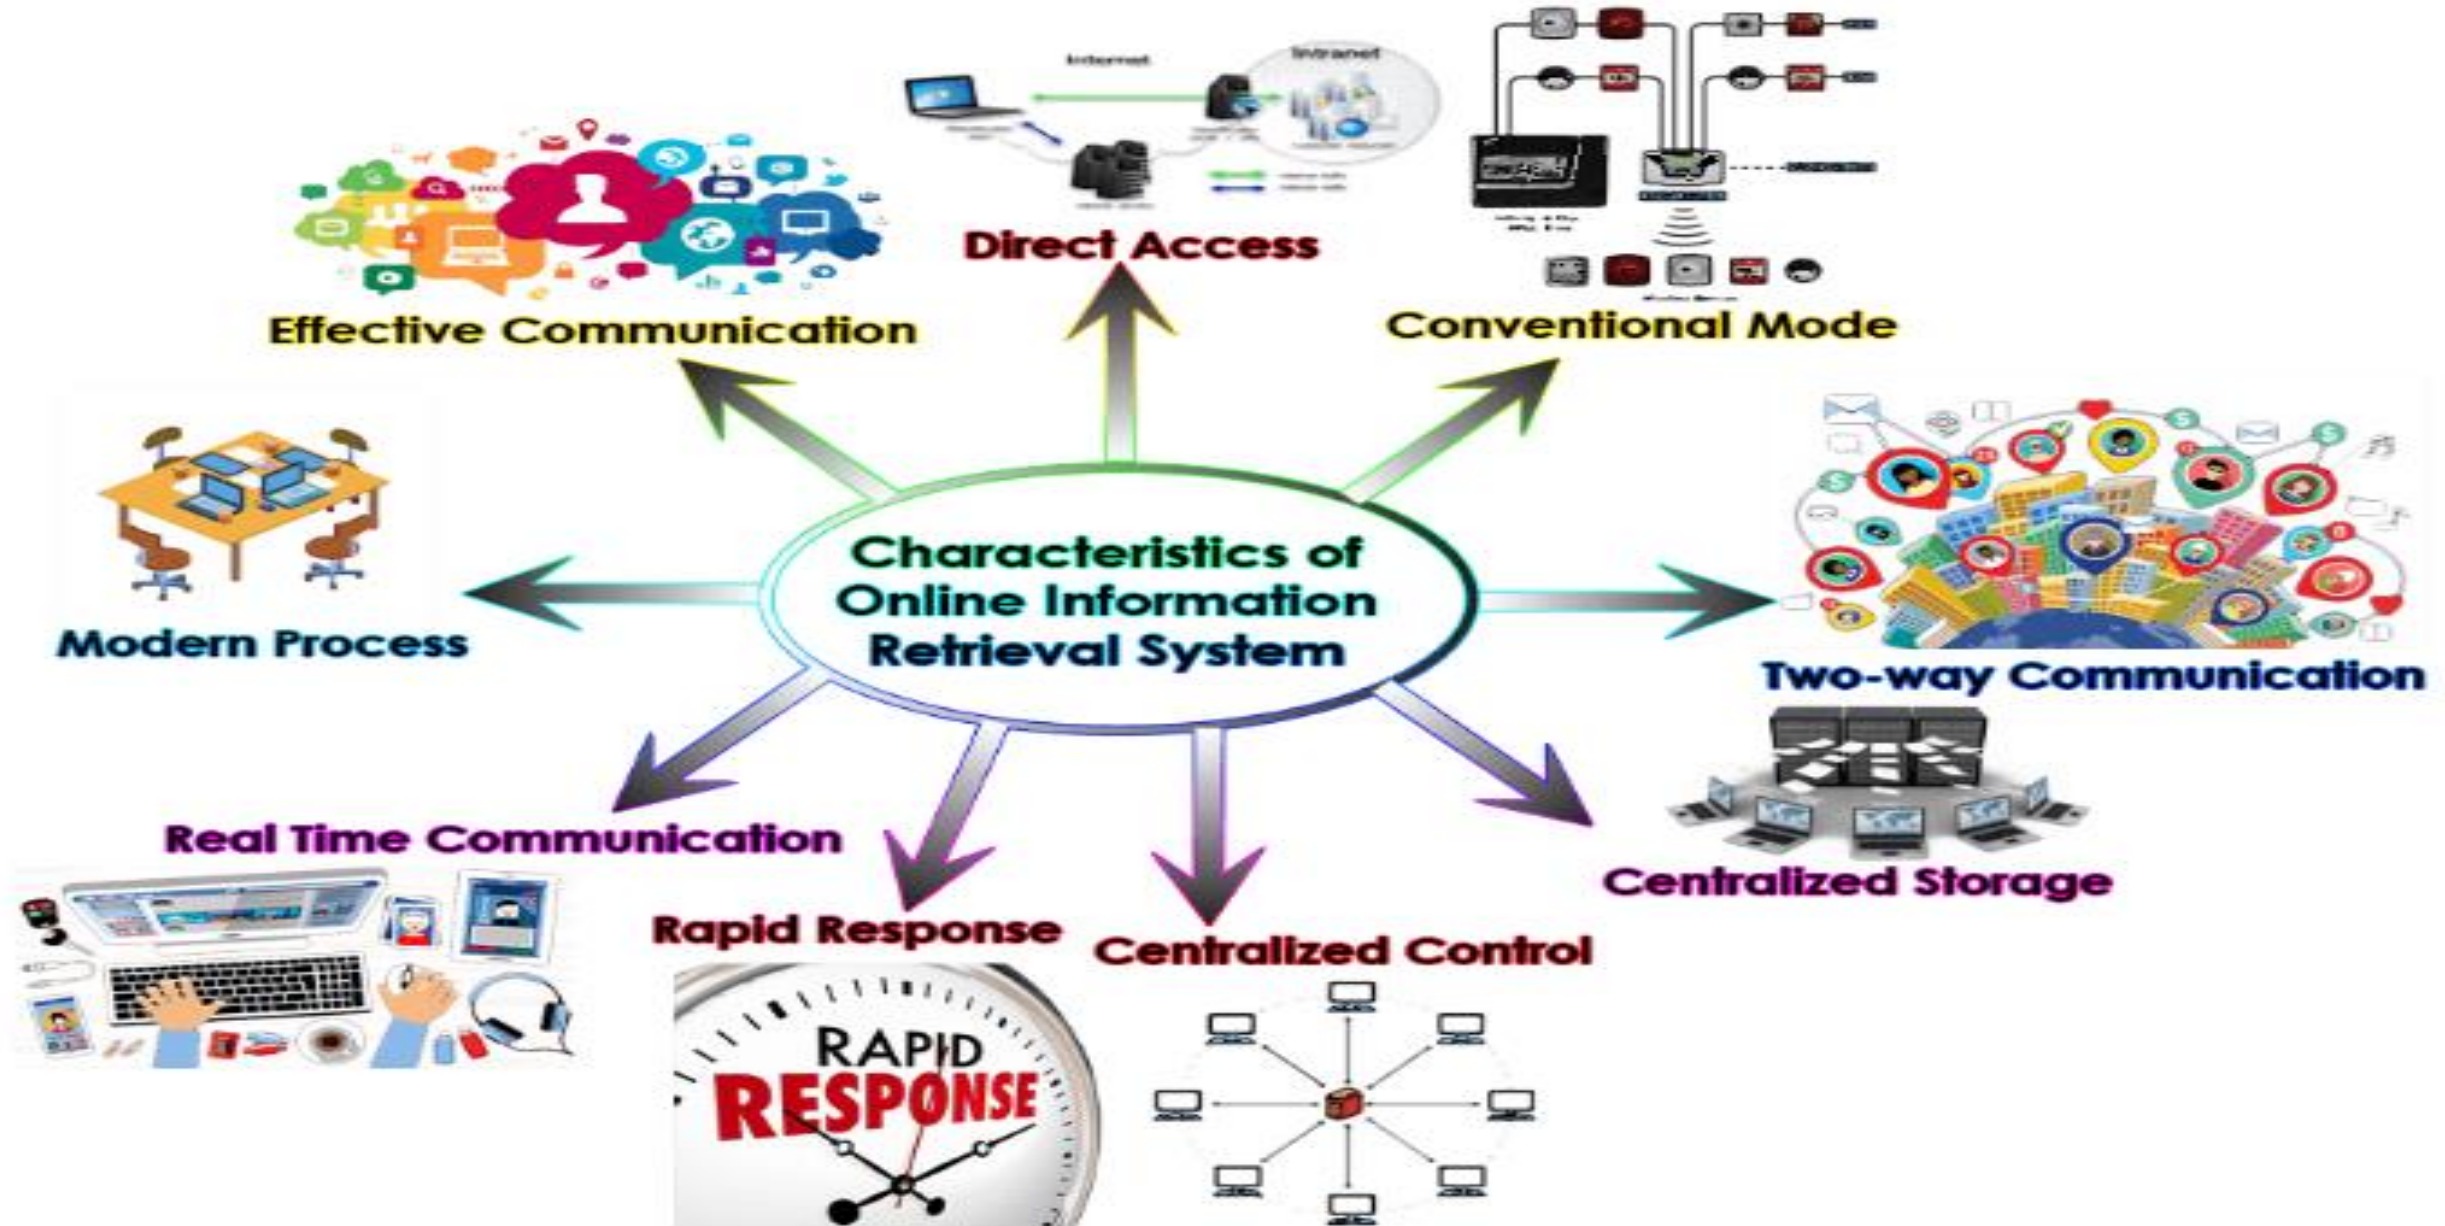 Internet
Intranet
Direct Access
Effective Communication
Conventional Mode
Characteristics of
Online Information
Retrieval System
Modern Process
Two-way Communication
Real Time Communication
Centralized Storage
Rapid Response
Centralized Control
RAPID
RESPONSE